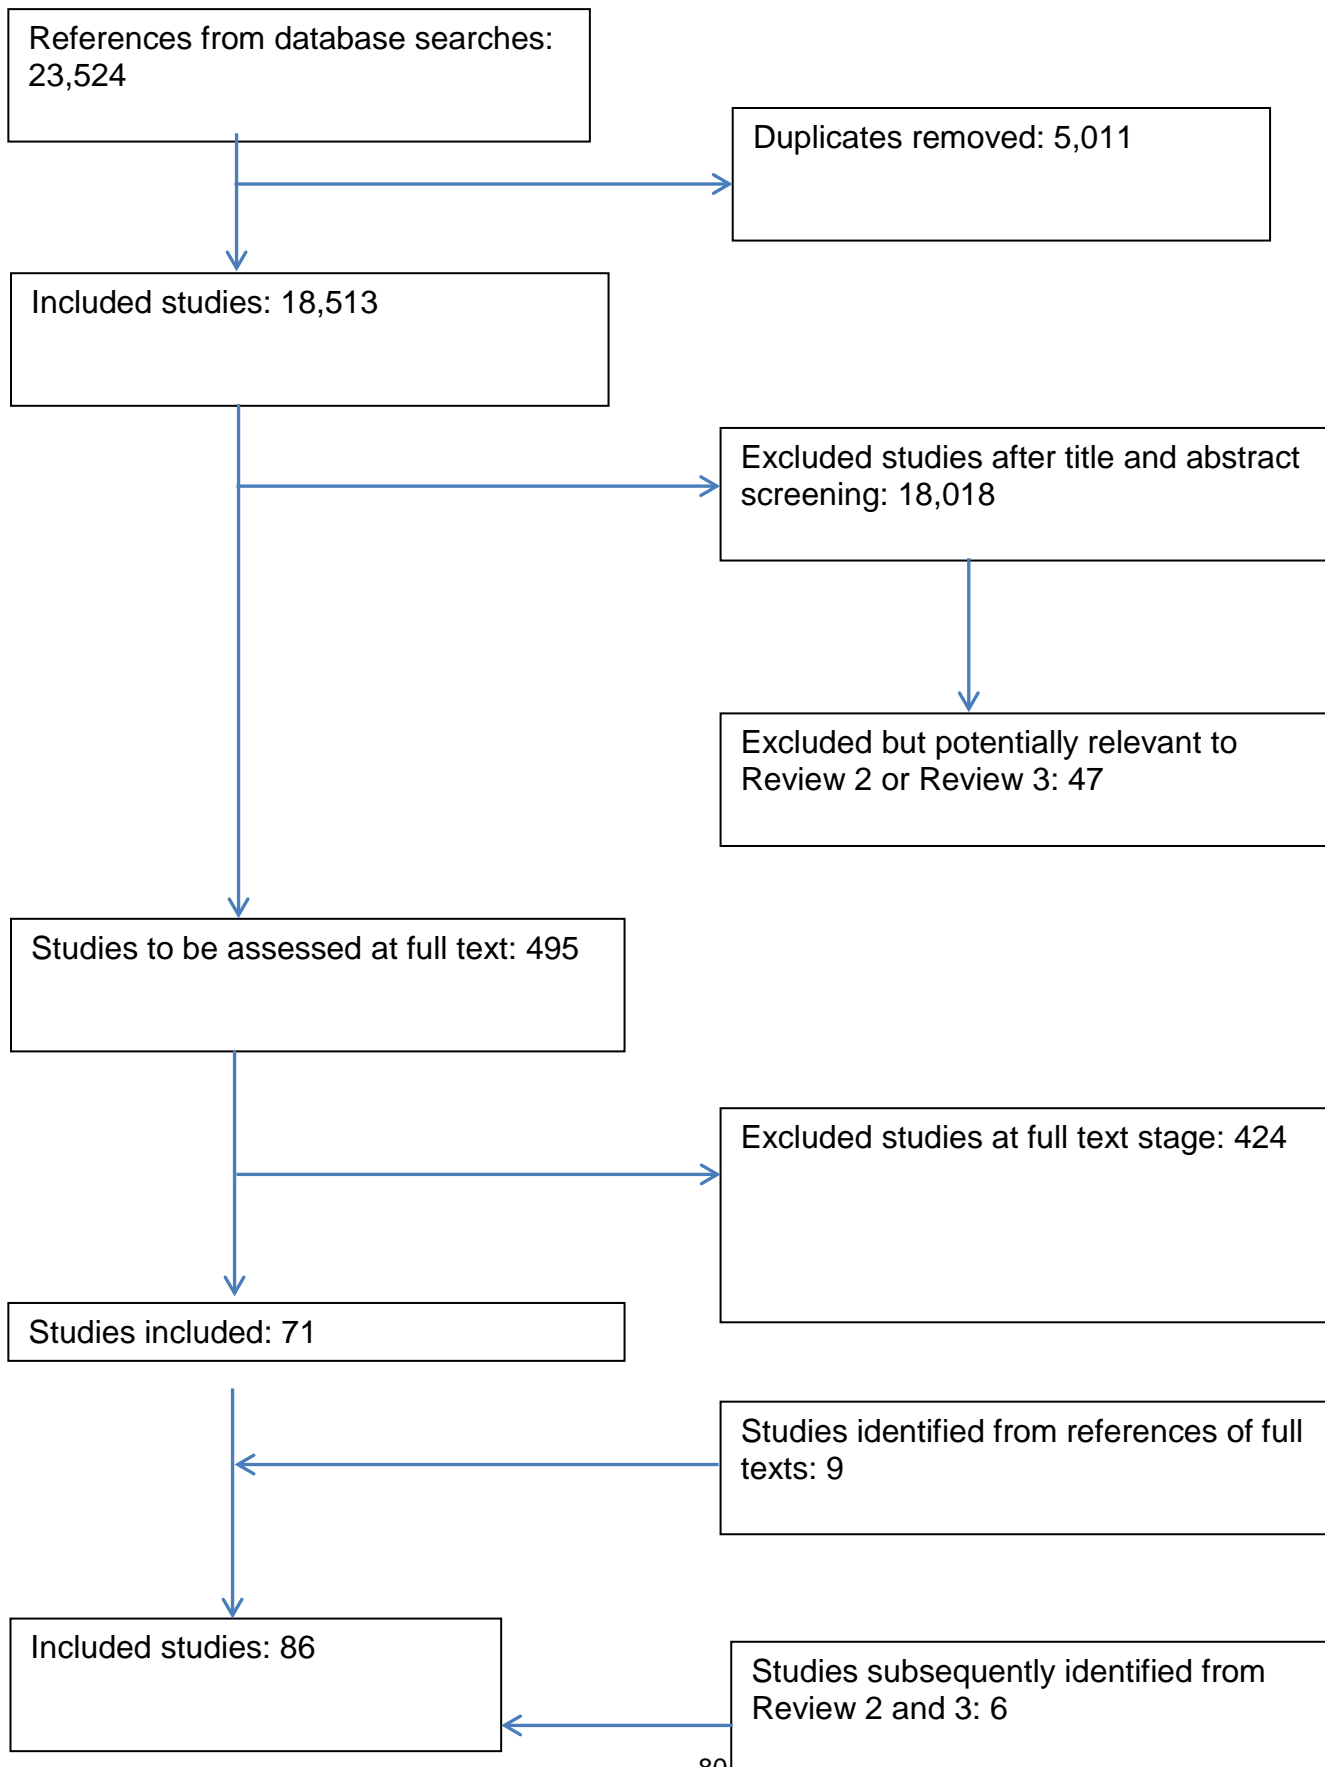 References from database searches:
23,524
Duplicates removed: 5,011
Included studies: 18,513
Excluded studies after title and abstract
screening: 18,018
Excluded but potentially relevant to
Review 2 or Review 3: 47
Studies to be assessed at full text: 495
Excluded studies at full text stage: 424
Studies included: 71
Studies identified from references of full
texts: 9
Included studies: 86
Studies subsequently identified from
Review 2 and 3: 6
80